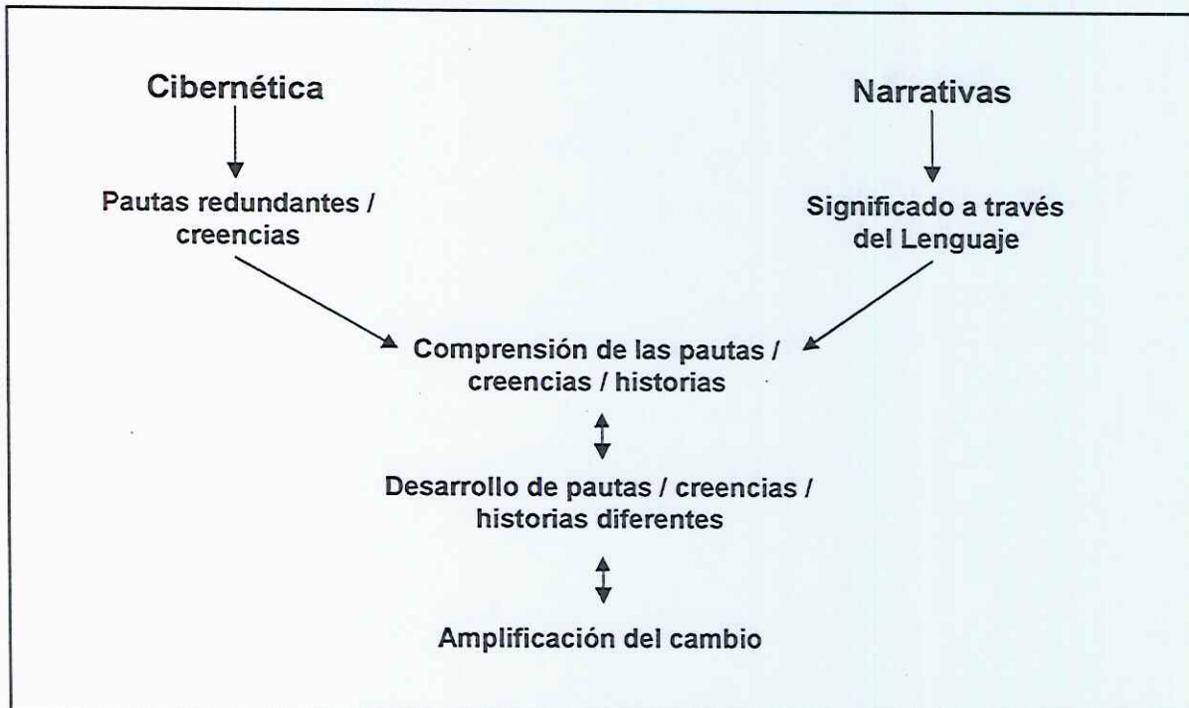 Cibernética
Narrativas
Pautas redundantes /
creencias
Significado a través
del Lenguaje
Comprensión de las pautas /
creencias / historias
Desarrollo de pautas / creencias /
historias diferentes
Amplificación del cambio